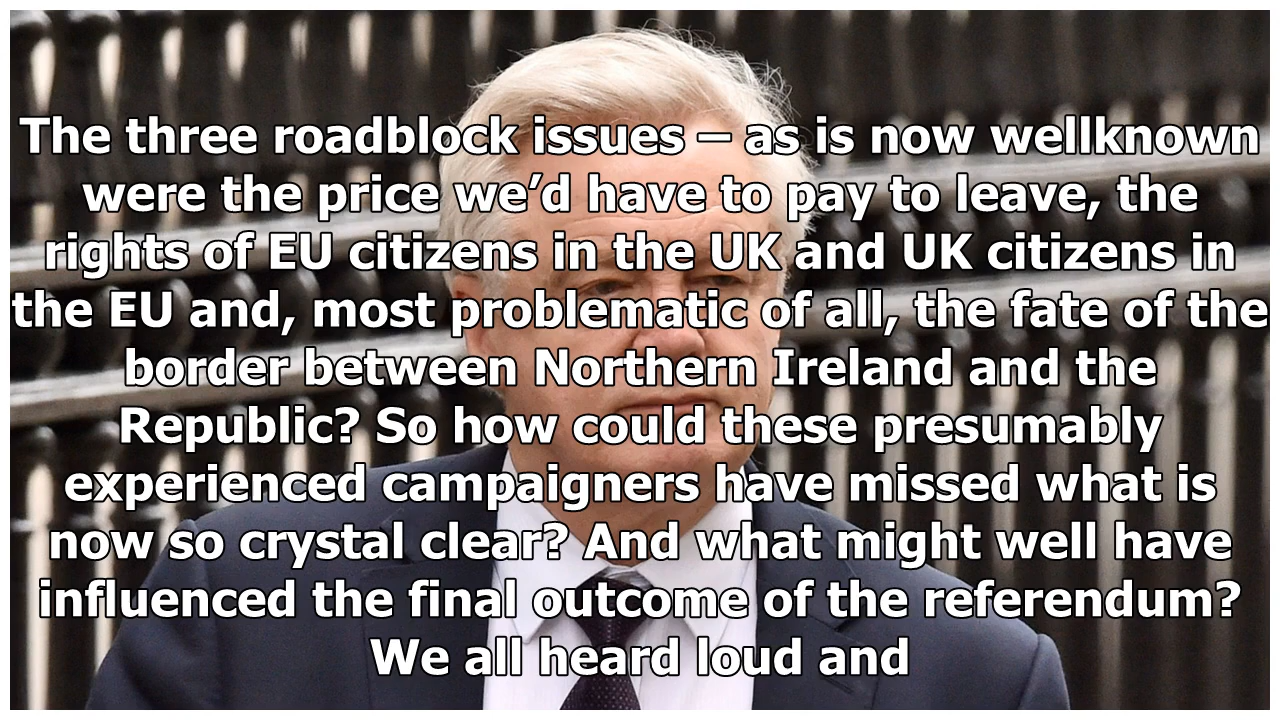 The three roadblock issues – as is now wellknown
were the price we’d have to pay to leave, the
rights of EU citizens in the UK and UK citizens in
the EU and, most problematic of all, the fate of the
border between Northern Ireland and the
Republic? So how could these presumably
experienced campaigners have missed what is
now so crystal clear? And what might well have
influenced the final outcome of the referendum?
We all heard loud and